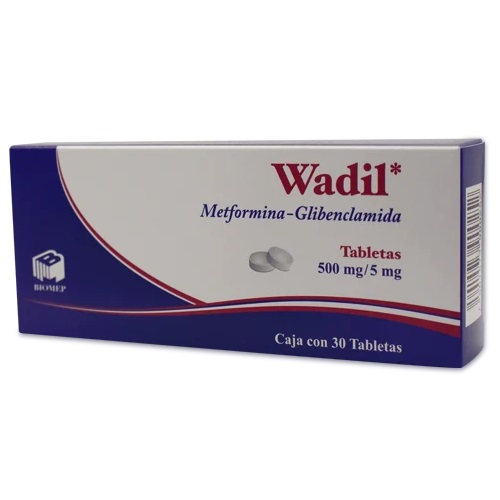 Wadil*
Metformina-Glibenclamida
Tabletas
500 mg/5 mg
BIOMEP
Caja con 30 Tabletas